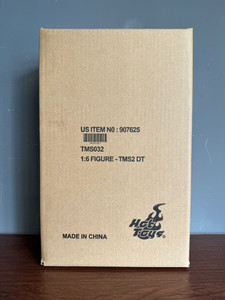 US ITEM NO : 907625
TMS032
1:6 FIGURE - TMS2 DT
HOT
TOYS
MADE IN CHINA